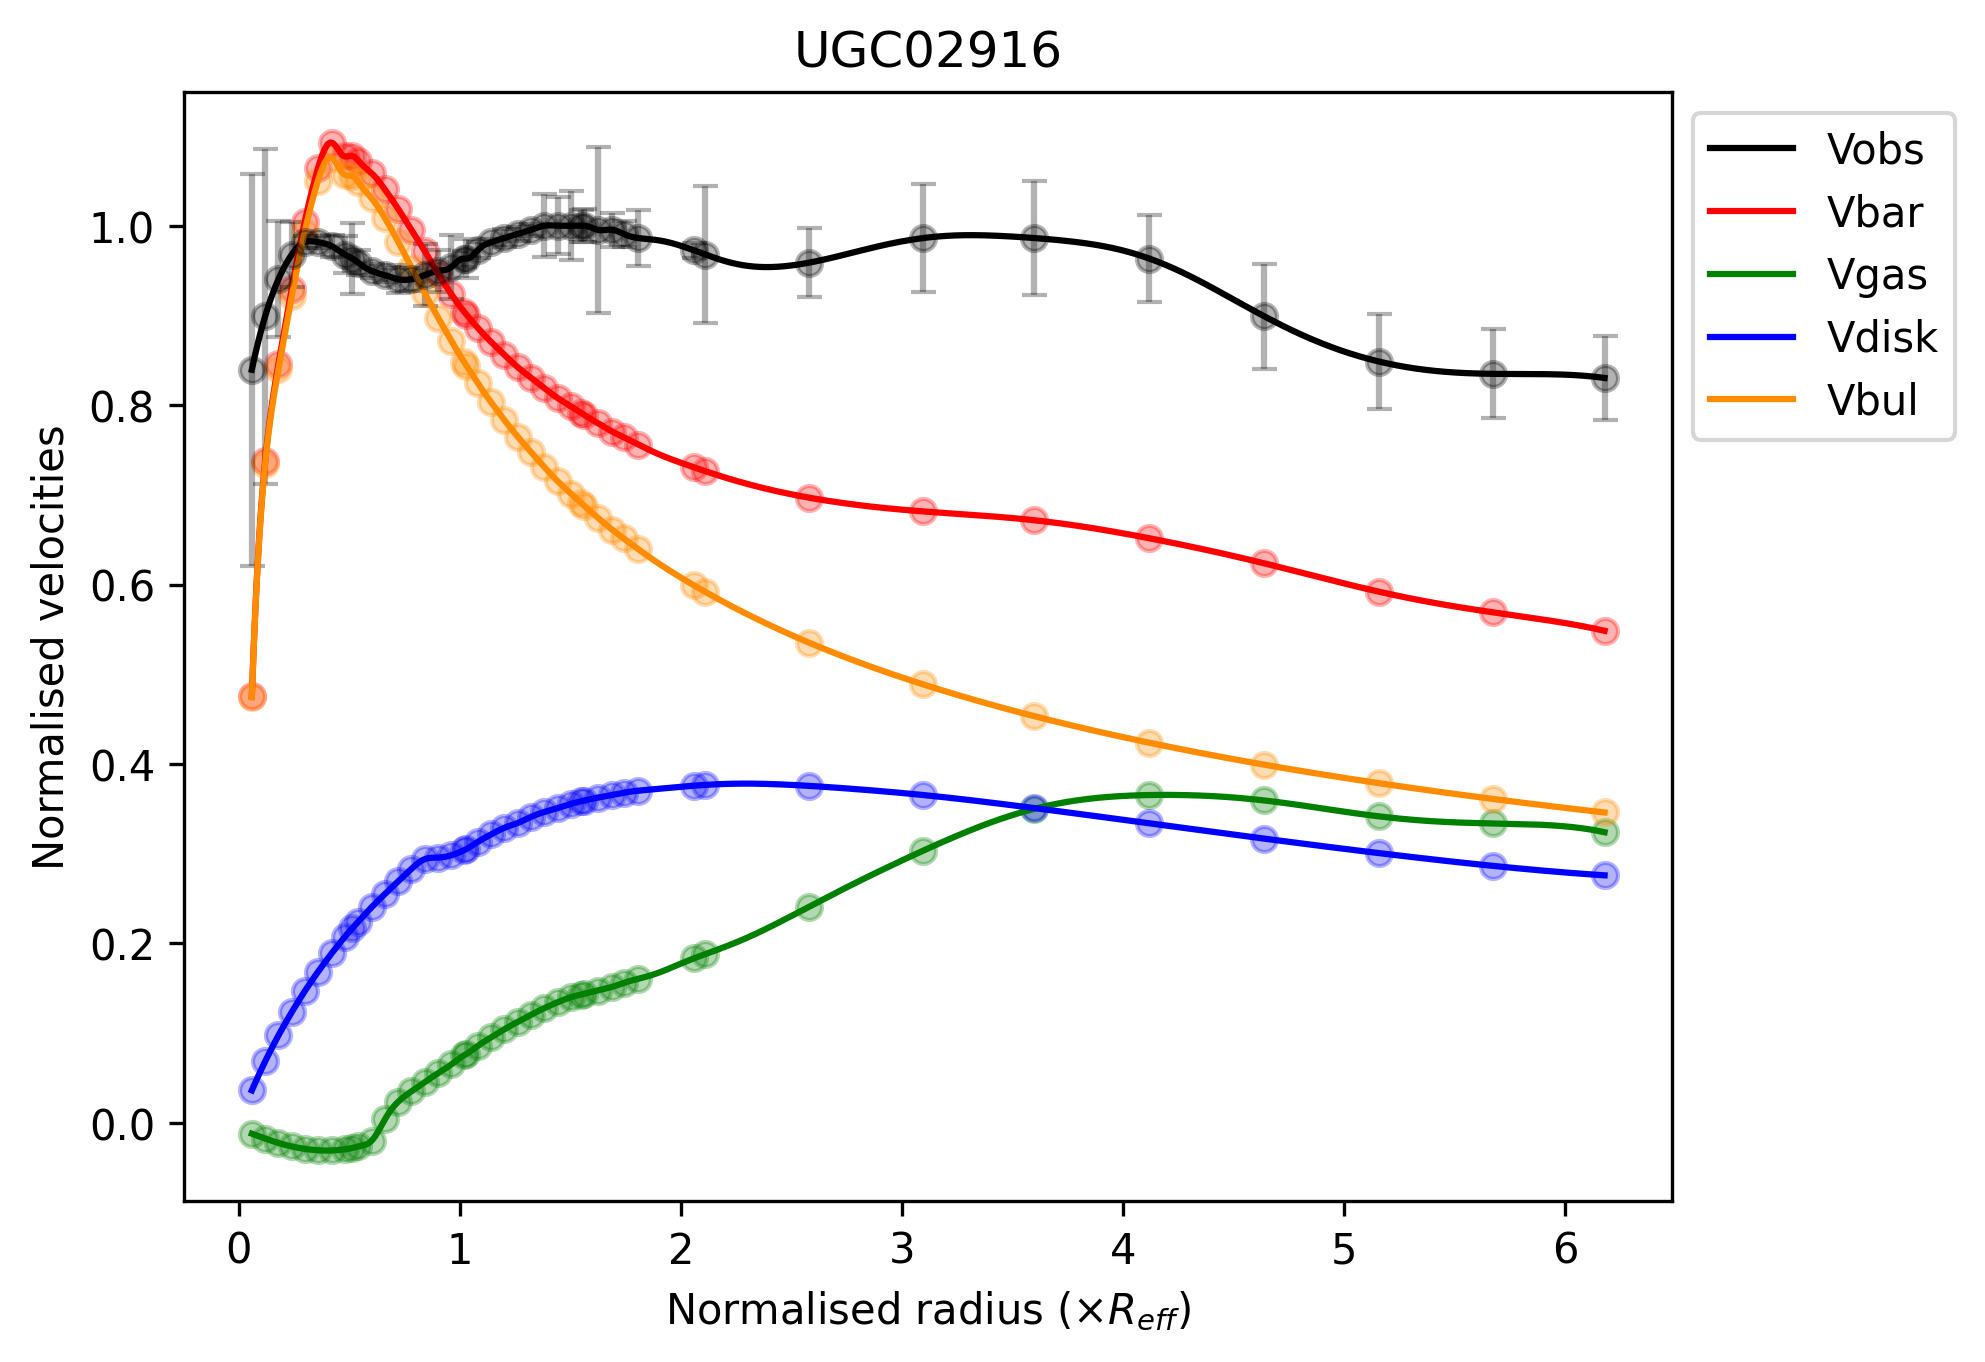 UGC02916
Normalised velocities
1.0
0.8
0.6
0.4
0.2
0.0
0 1 2 3 4 5 6
Normalised radius (×R_eff)
Vobs
Vbar
Vgas
Vdisk
Vbul